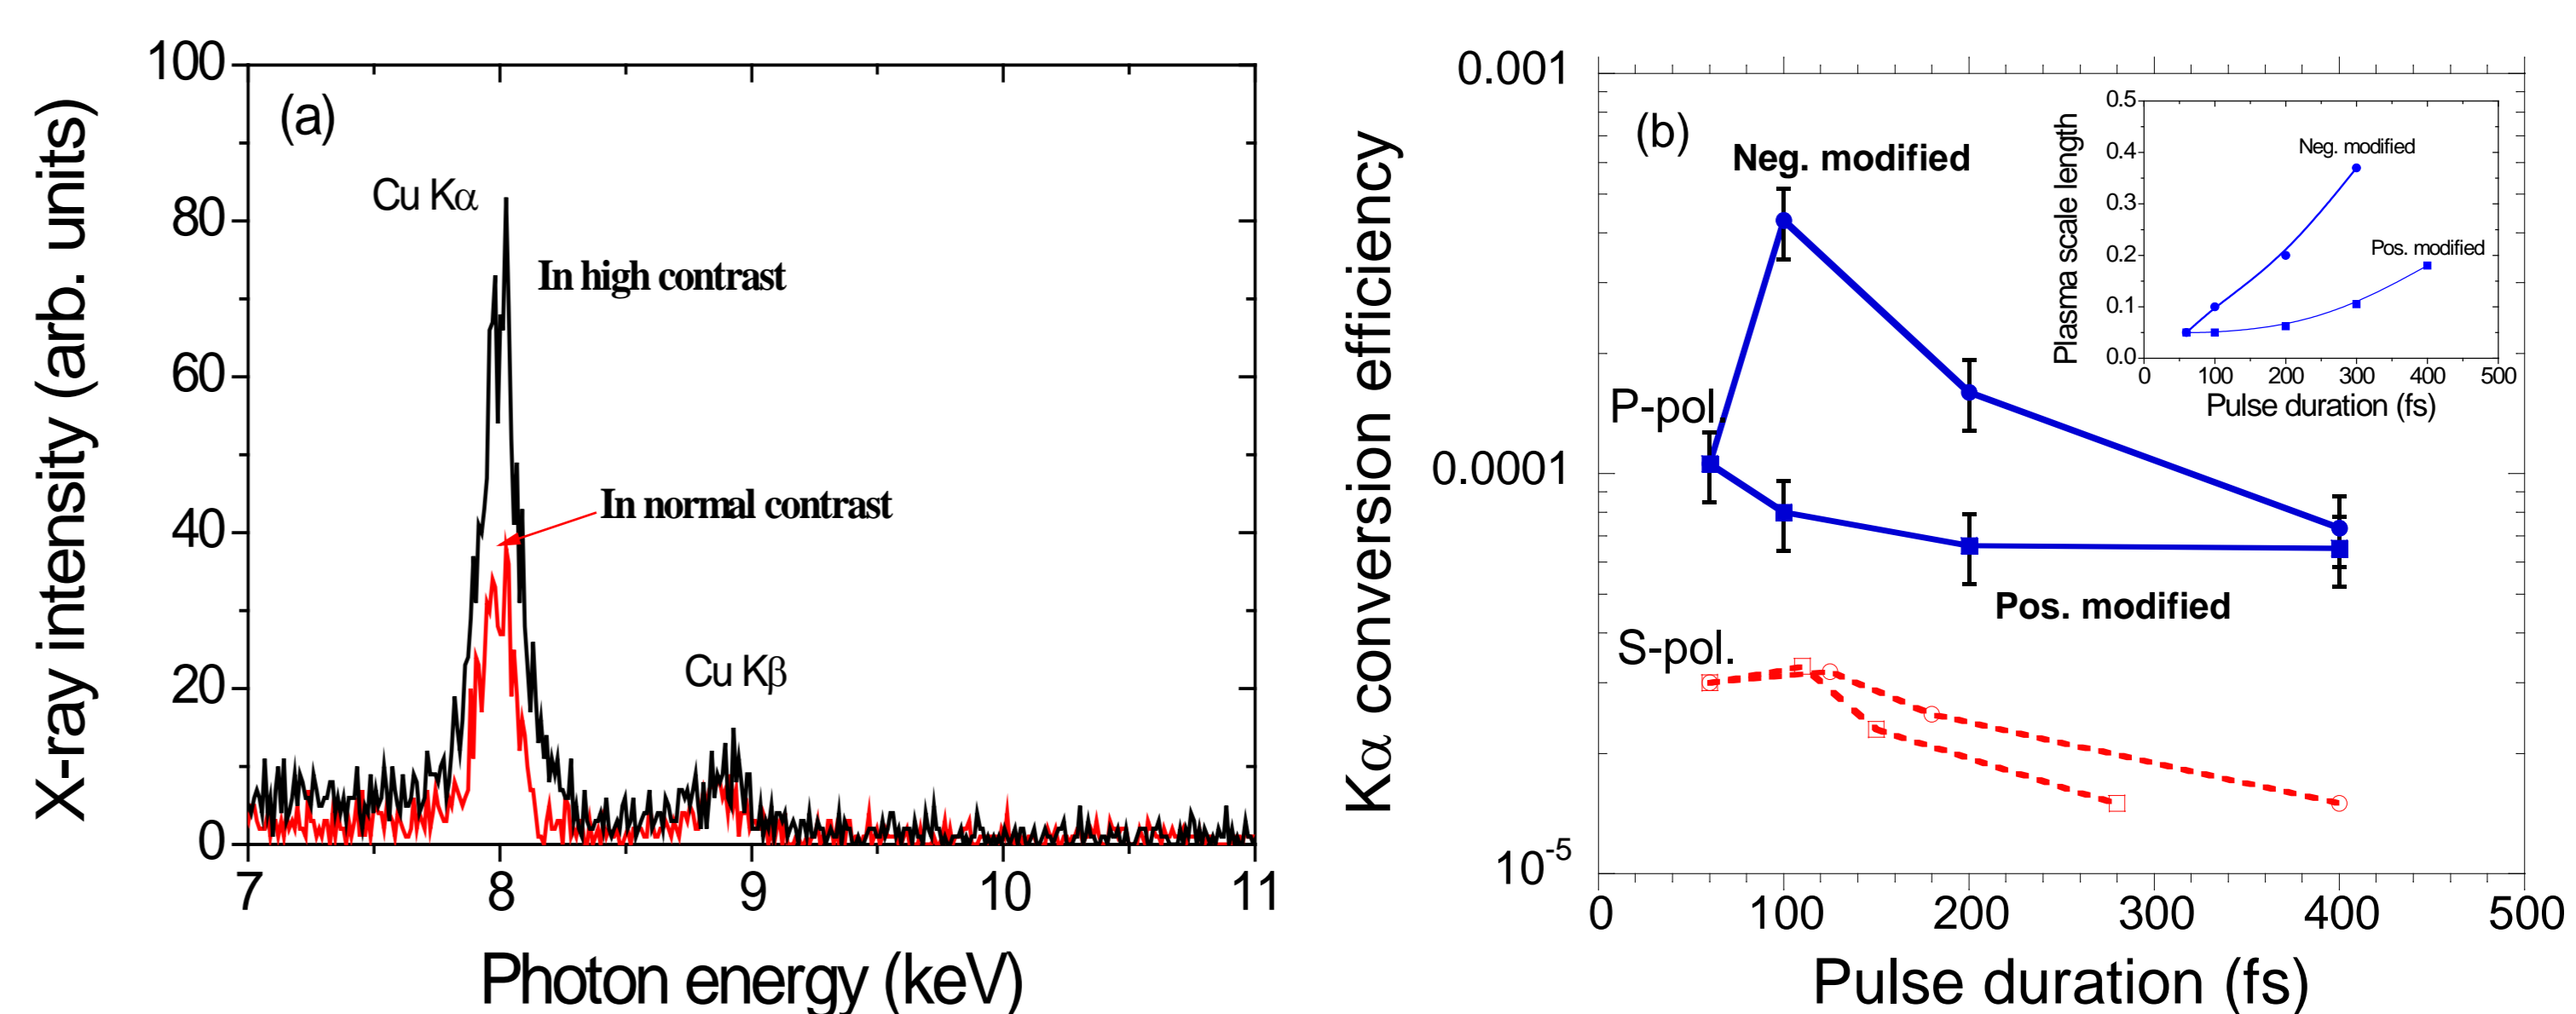 (a)
X-ray intensity (arb. units)
100
80
60
40
20
0
Cu Kα
In high contrast
In normal contrast
Cu Kβ
7 8 9 10 11
Photon energy (keV)
(b)
Kα conversion efficiency
0.001
0.0001
10-5
Neg. modified
P-pol.
Pos. modified
S-pol.
0 100 200 300 400 500
Pulse duration (fs)
Plasma scale length
0.5
0.4
0.3
0.2
0.1
0.0
Neg. modified
Pos. modified
0 100 200 300 400 500
Pulse duration (fs)